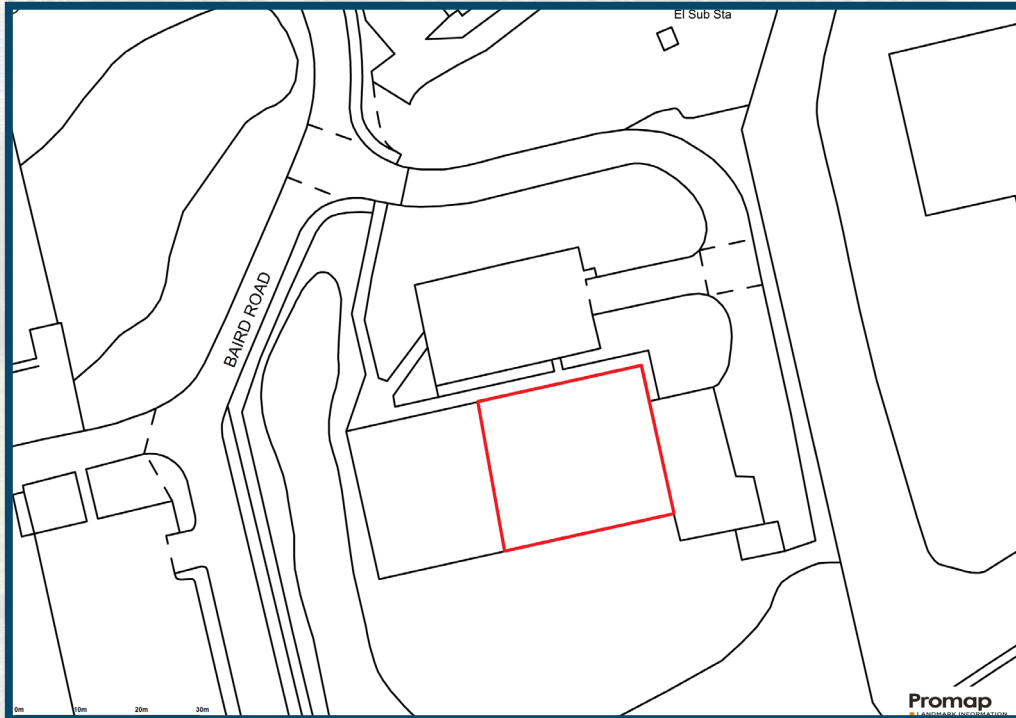 El Sub Sta
BAIRD ROAD
0m 10m 20m 30m
Promap
LANDMARK INFORMATION